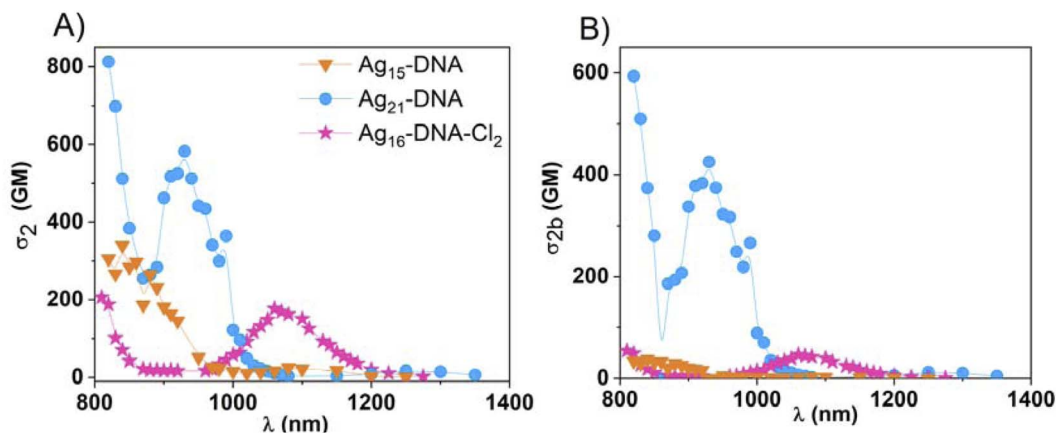 A)
σ2 (GM)
800
600
400
200
0
Ag15-DNA
Ag21-DNA
Ag16-DNA-Cl2
800 1000 1200 1400
λ (nm)
B)
σ2b (GM)
600
400
200
0
800 1000 1200 1400
λ (nm)